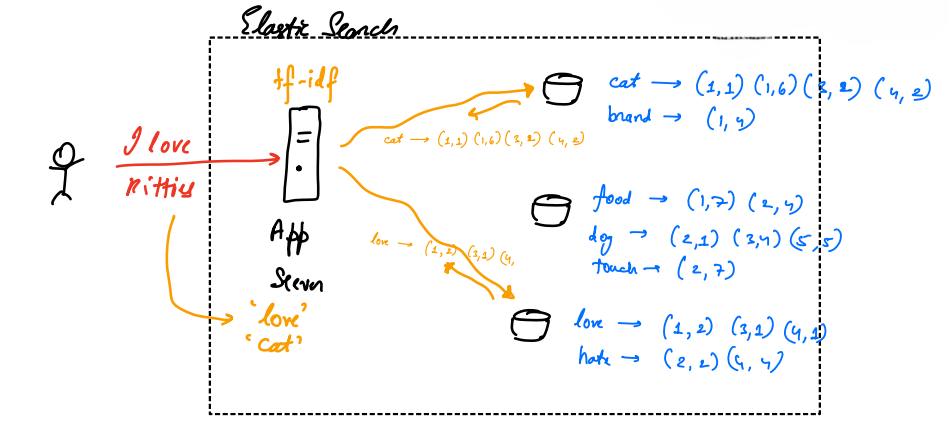 Elastic Search
tf-idf
I love
Kitties
App
Server
"love"
"cat"
cat → (1,1) (1,6) (3, 2) (4, 2)
love → (1,2) (3,1) (4,
cat → (1,1) (1,6) (3, 2) (4, 2)
brand → (1, 4)
food → (1,7) (2,4)
dog → (2,1) (3,4) (5,5)
touch → (2,7)
love → (1,2) (3,1) (4,1)
hate → (2,2) (4,4)